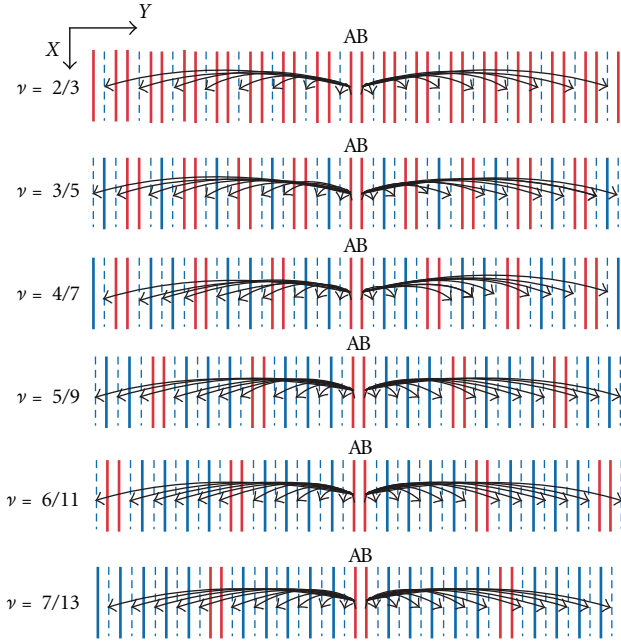 Y
X
AB
ν = 2/3
AB
ν = 3/5
AB
ν = 4/7
AB
ν = 5/9
AB
ν = 6/11
AB
ν = 7/13